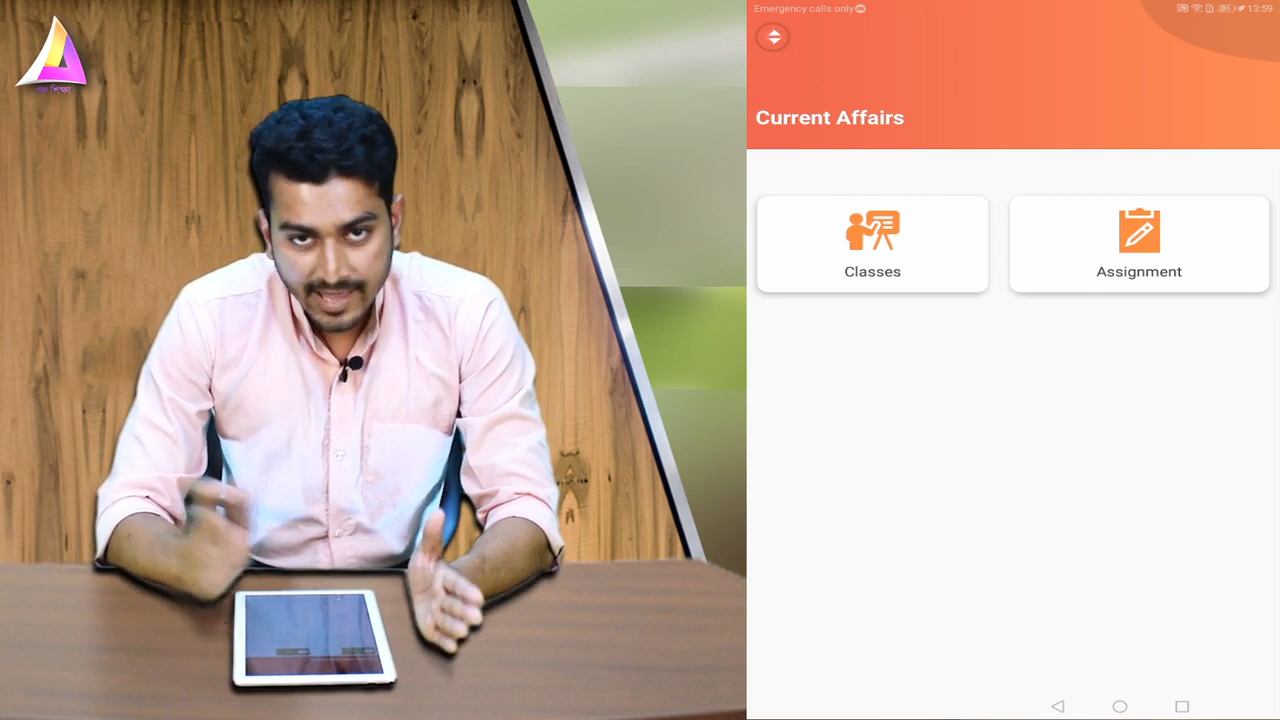 Emergency calls only
13:59
Current Affairs
Classes
Assignment